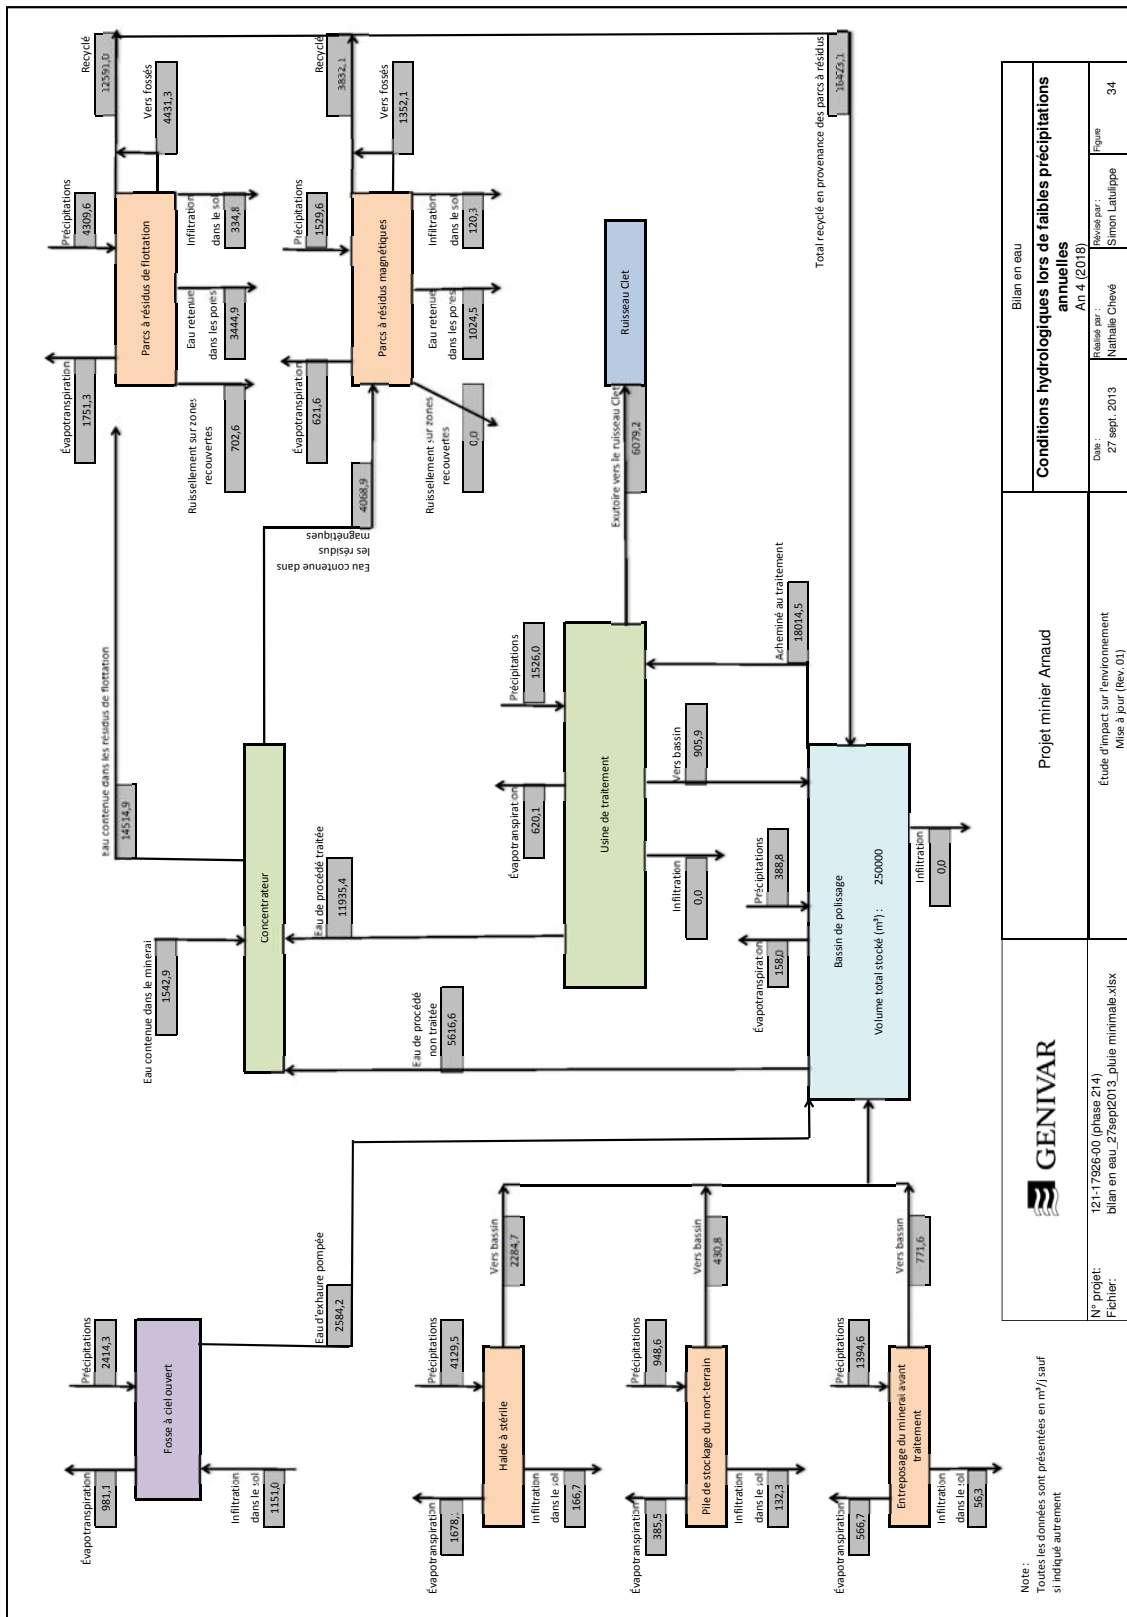 Évapotranspiration
981,1
Précipitations
2414,3
Fosse à ciel ouvert
Infiltration
dans le sol
1151,0
Eau d'exhaure pompée
2584,2
Évapotranspiration
Précipitations
4129,5
Halde à stérile
Infiltration
dans le sol
166,7
Vers bassin
2284,7
Évapotranspiration
385,5
Précipitations
948,6
Pile de stockage du mort-terrain
Infiltration
dans le sol
132,3
Vers bassin
430,8
Évapotranspiration
566,7
Précipitations
1394,6
Entreposage du minerai avant
traitement
Infiltration
dans le sol
56,3
Vers bassin
771,6
Eau contenue dans le minerai
1542,9
Concentrateur
Eau contenue dans les résidus de flottation
14514,9
Eau contenue dans
les résidus
magnétiques
4068,9
Eau de procédé
non traitée
5616,6
Eau de procédé traitée
11935,4
Évapotranspiration
620,1
Précipitations
1526,0
Usine de traitement
Infiltration
0,0
Vers bassin
905,9
Acheminé au traitement
18014,5
Exutoire vers le ruisseau Clet
6079,2
Ruisseau Clet
Évapotranspiration
158,0
Précipitations
388,8
Bassin de polissage
Volume total stocké (m³) : 250000
Infiltration
0,0
Évapotranspiration
1751,3
Précipitations
4309,6
Parcs à résidus de flottation
Ruissellement sur zones
recouvertes
702,6
Eau retenue
dans les pores
3444,9
Infiltration
dans le sol
334,8
Vers fossés
4431,3
Recyclé
12591,0
Évapotranspiration
621,6
Précipitations
1529,6
Parcs à résidus magnétiques
Ruissellement sur zones
recouvertes
0,0
Eau retenue
dans les pores
1024,5
Infiltration
dans le sol
120,3
Vers fossés
1352,1
Recyclé
3832,1
Total recyclé en provenance des parcs à résidus
16423,1
Note :
Toutes les données sont présentées en m³/j sauf
si indiqué autrement
GENIVAR
N° projet: 121-17926-00 (phase 214)
Fichier: bilan en eau_27sept2013_pluie minimale.xlsx
Projet minier Arnaud
Étude d'impact sur l'environnement
Mise à jour (Rev. 01)
Bilan en eau
Conditions hydrologiques lors de faibles précipitations
annuelles
An 4 (2018)
Date :
27 sept. 2013
Réalisé par :
Nathalie Chevé
Révisé par :
Simon Latulippe
Figure
34